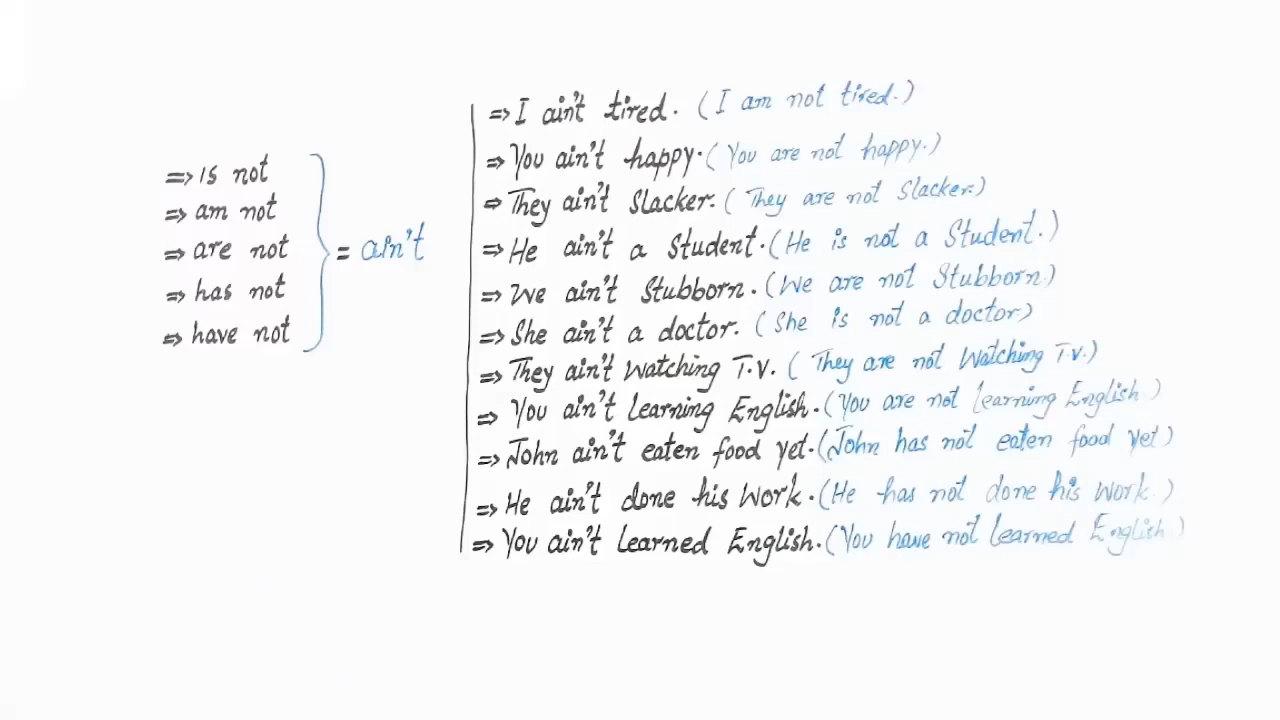 ⇒ is not
⇒ am not
⇒ are not
⇒ has not
⇒ have not
= ain't
⇒ I ain't tired. (I am not tired.)
⇒ You ain't happy. (You are not happy.)
⇒ They ain't Slacker. (They are not Slacker.)
⇒ He ain't a Student. (He is not a Student.)
⇒ We ain't Stubborn. (We are not Stubborn.)
⇒ She ain't a doctor. (She is not a doctor)
⇒ They ain't Watching T.V. (They are not Watching T.V.)
⇒ You ain't learning English. (You are not learning English)
⇒ John ain't eaten food yet. (John has not eaten food yet)
⇒ He ain't done his work. (He has not done his work.)
⇒ You ain't Learned English. (You have not Learned English)